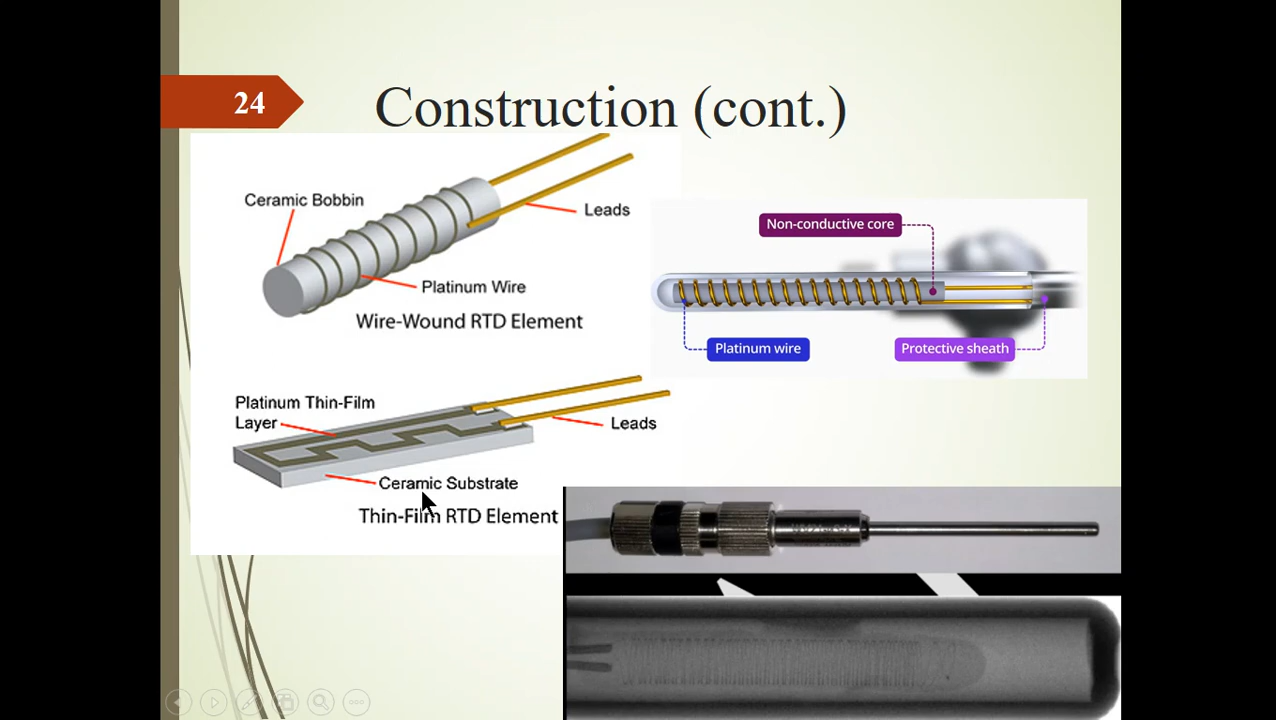 24
Construction (cont.)
Ceramic Bobbin
Leads
Platinum Wire
Wire-Wound RTD Element
Non-conductive core
Platinum wire
Protective sheath
Platinum Thin-Film
Layer
Leads
Ceramic Substrate
Thin-Film RTD Element